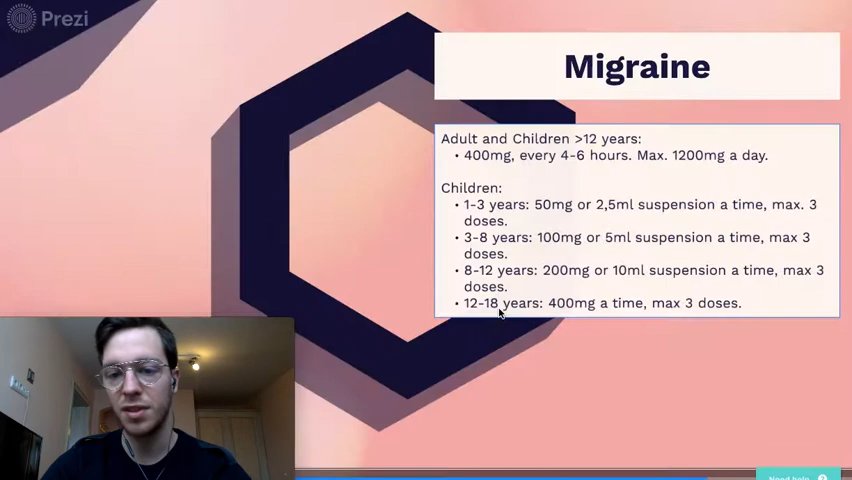 Prezi
Migraine
Adult and Children >12 years:
• 400mg, every 4-6 hours. Max. 1200mg a day.
Children:
• 1-3 years: 50mg or 2,5ml suspension a time, max. 3
doses.
• 3-8 years: 100mg or 5ml suspension a time, max 3
doses.
• 8-12 years: 200mg or 10ml suspension a time, max 3
doses.
• 12-18 years: 400mg a time, max 3 doses.
Need help